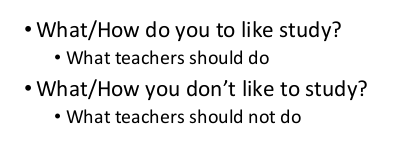 • What/How do you to like study?
• What teachers should do
• What/How you don’t like to study?
• What teachers should not do